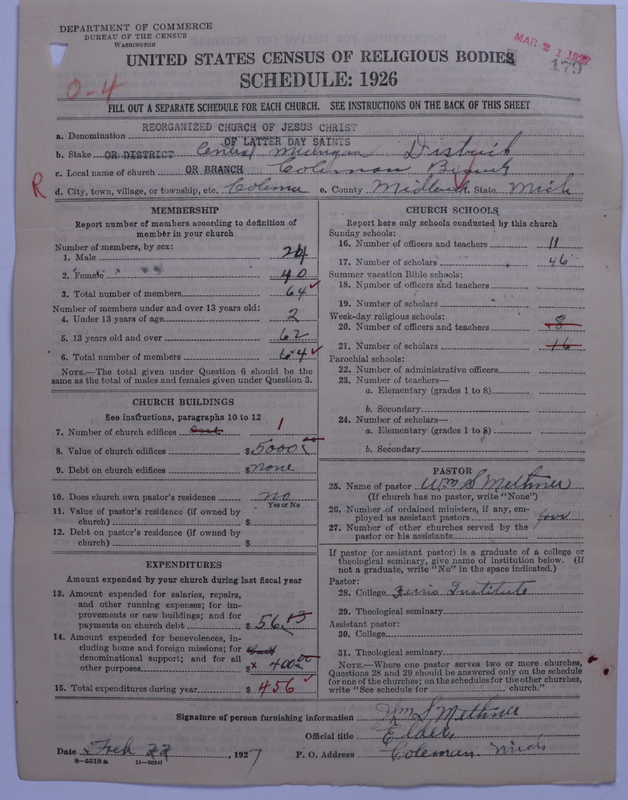 DEPARTMENT OF COMMERCE
BUREAU OF THE CENSUS
WASHINGTON
MAR 21 1927
179
UNITED STATES CENSUS OF RELIGIOUS BODIES
SCHEDULE: 1926
0-4
FILL OUT A SEPARATE SCHEDULE FOR EACH CHURCH. SEE INSTRUCTIONS ON THE BACK OF THIS SHEET
a. Denomination REORGANIZED CHURCH OF JESUS CHRIST
OF LATTER DAY SAINTS
b. Stake OR DISTRICT Central Michigan District
c. Local name of church OR BRANCH Coleman Branch
R d. City, town, village, or township, etc. Coleman e. County Midland f. State Mich
MEMBERSHIP
Report number of members according to definition of
member in your church
Number of members, by sex:
1. Male 24
2. Female 40
3. Total number of members 64
Number of members under and over 13 years old:
4. Under 13 years of age 2
5. 13 years old and over 62
6. Total number of members 64
NOTE.—The total given under Question 6 should be the
same as the total of males and females given under Question 3.
CHURCH BUILDINGS
See instructions, paragraphs 10 to 12
7. Number of church edifices one 1
8. Value of church edifices $ 5000
9. Debt on church edifices $ none
10. Does church own pastor's residence no
Yes or No
11. Value of pastor's residence (if owned by
church) $
12. Debt on pastor's residence (if owned by
church) $
EXPENDITURES
Amount expended by your church during last fiscal year
13. Amount expended for salaries, repairs,
and other running expenses; for im-
provements or new buildings; and for
payments on church debt $ 56
14. Amount expended for benevolences, in-
cluding home and foreign missions; for
denominational support; and for all
other purposes $ 400
15. Total expenditures during year $ 456
CHURCH SCHOOLS
Report here only schools conducted by this church
Sunday schools:
16. Number of officers and teachers 11
17. Number of scholars 46
Summer vacation Bible schools:
18. Number of officers and teachers
19. Number of scholars
Week-day religious schools:
20. Number of officers and teachers 8
21. Number of scholars 16
Parochial schools:
22. Number of administrative officers
23. Number of teachers—
a. Elementary (grades 1 to 8)
b. Secondary
24. Number of scholars—
a. Elementary (grades 1 to 8)
b. Secondary
PASTOR
25. Name of pastor Wm S Methner
(If church has no pastor, write "None")
26. Number of ordained ministers, if any, em-
ployed as assistant pastors four
27. Number of other churches served by the
pastor or his assistants
If pastor (or assistant pastor) is a graduate of a college or
theological seminary, give name of institution below. (If
not a graduate, write "No" in the space indicated.)
Pastor:
28. College Ferris Institute
29. Theological seminary
Assistant pastor:
30. College
31. Theological seminary
NOTE.—Where one pastor serves two or more churches,
Questions 28 and 29 should be answered only on the schedule
for one of the churches; on the schedules for the other churches,
write "See schedule for church."
Signature of person furnishing information Wm S Methner
Official title Elder
Date Feb 22, 1927 P. O. Address Coleman Mich
8—5518 a